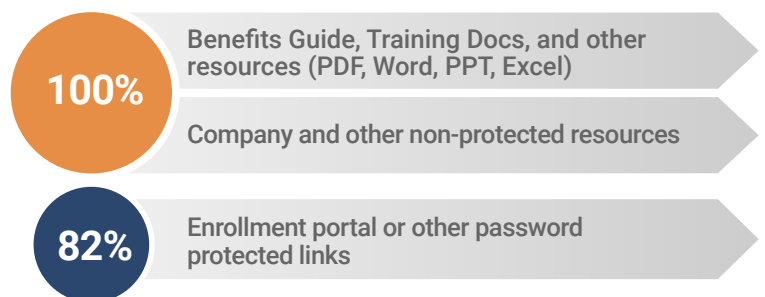 100%
Benefits Guide, Training Docs, and other
resources (PDF, Word, PPT, Excel)
Company and other non-protected resources
82%
Enrollment portal or other password
protected links